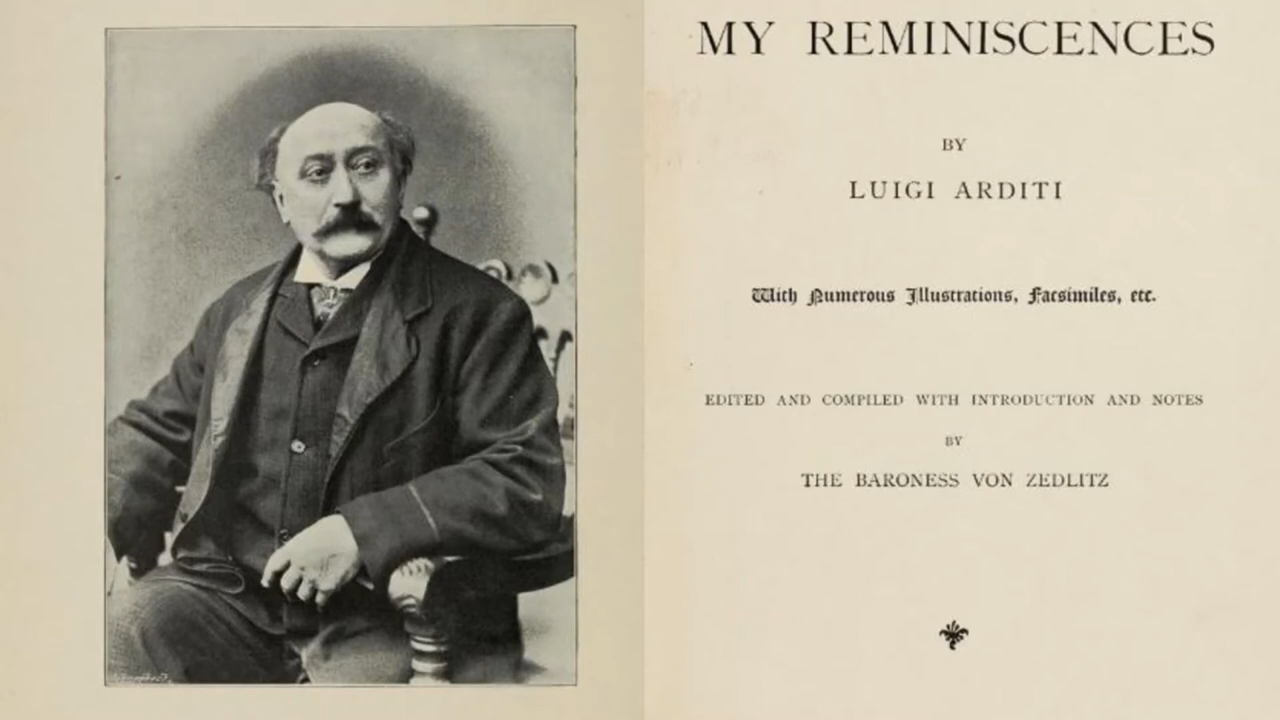 MY REMINISCENCES
BY
LUIGI ARDITI
With Numerous Illustrations, Facsimiles, etc.
EDITED AND COMPILED WITH INTRODUCTION AND NOTES
BY
THE BARONESS VON ZEDLITZ